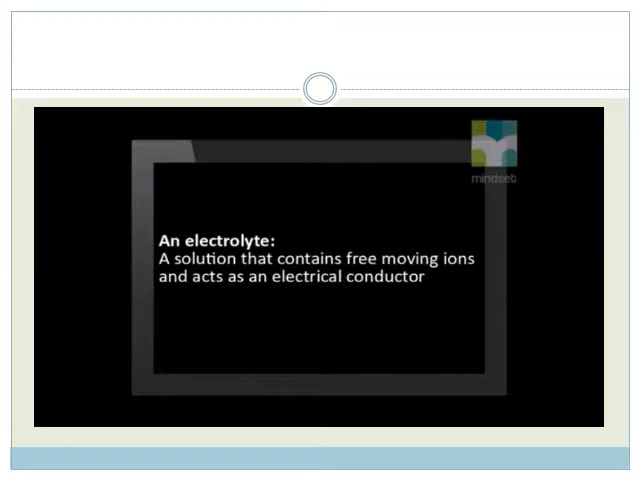 mindset
An electrolyte:
A solution that contains free moving ions
and acts as an electrical conductor